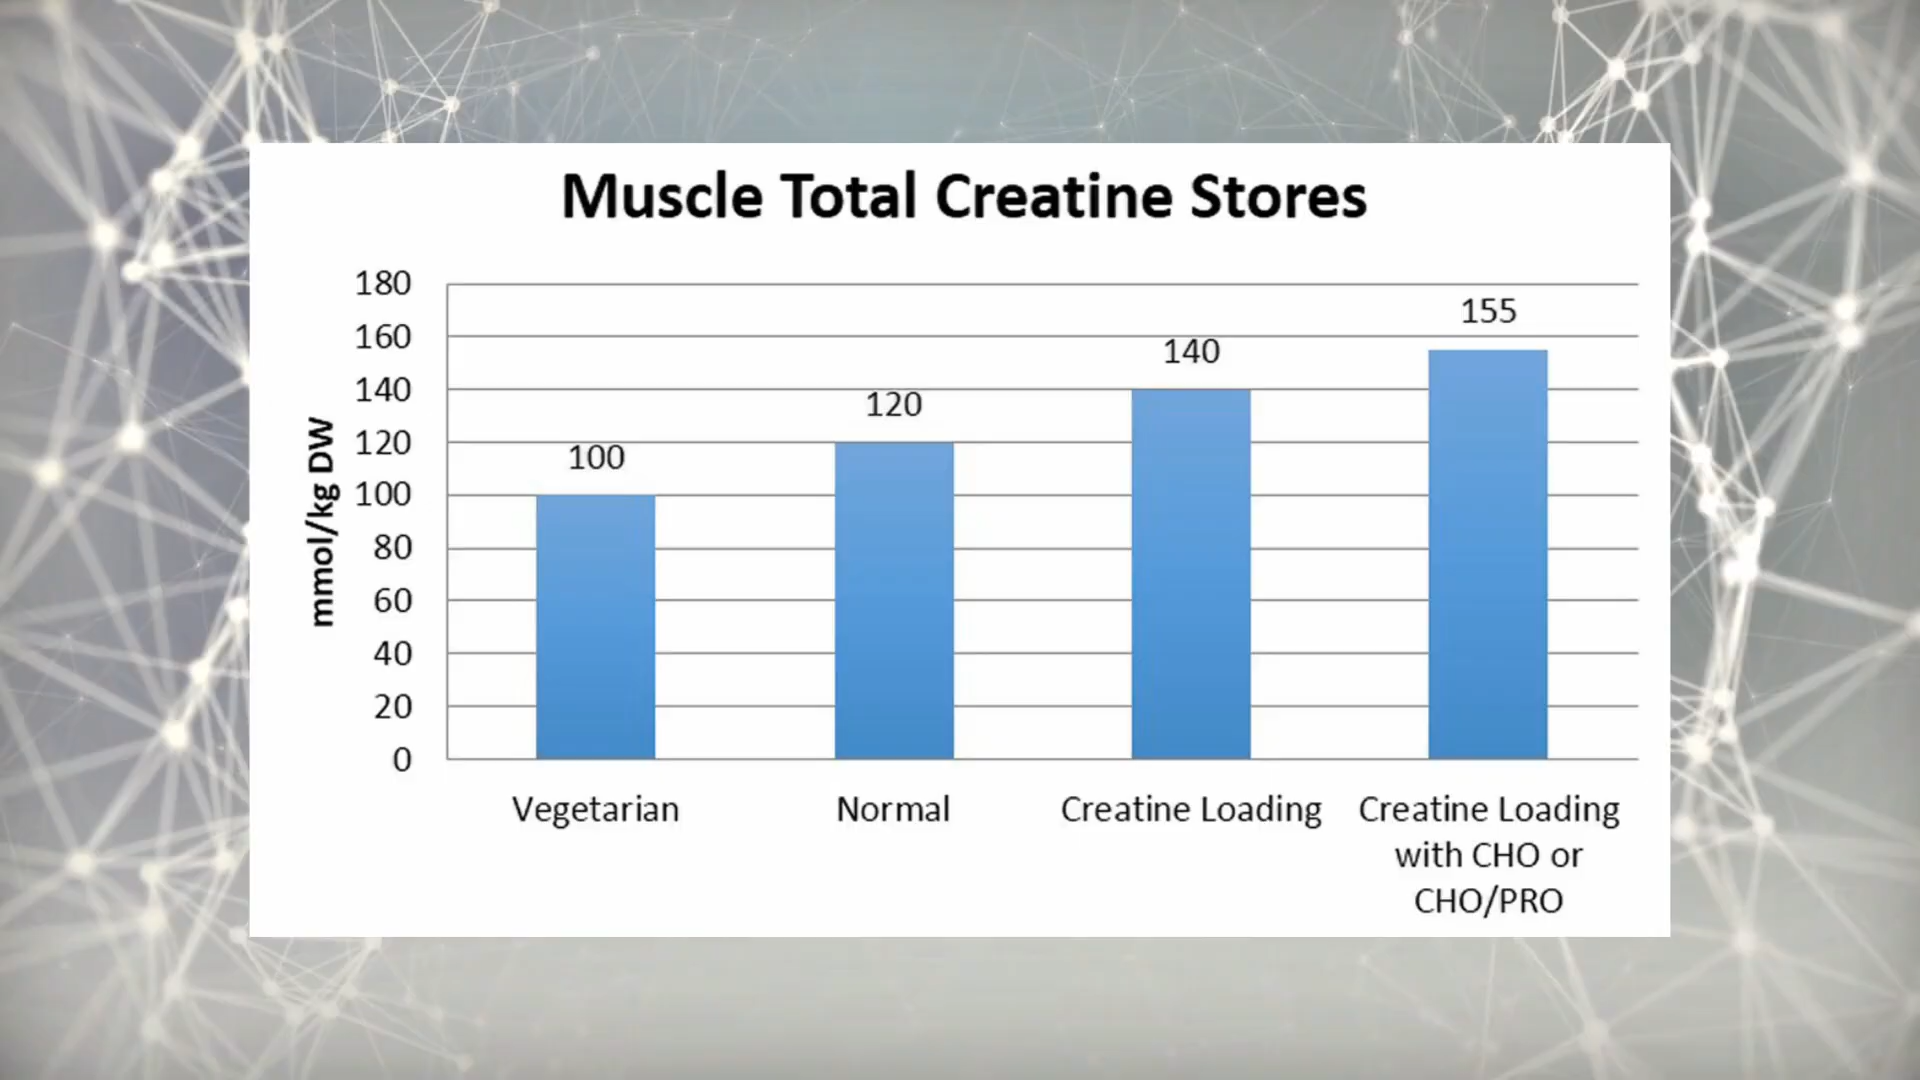 Muscle Total Creatine Stores
180
160
140
120
100
80
60
40
20
0
mmol/kg DW
100
120
140
155
Vegetarian
Normal
Creatine Loading
Creatine Loading
with CHO or
CHO/PRO